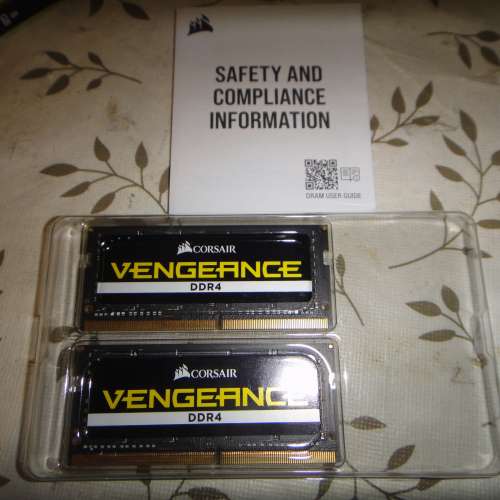 SAFETY AND
COMPLIANCE
INFORMATION
DRAM USER GUIDE
CORSAIR
VENGEANCE
DDR4
CORSAIR
VENGEANCE
DDR4